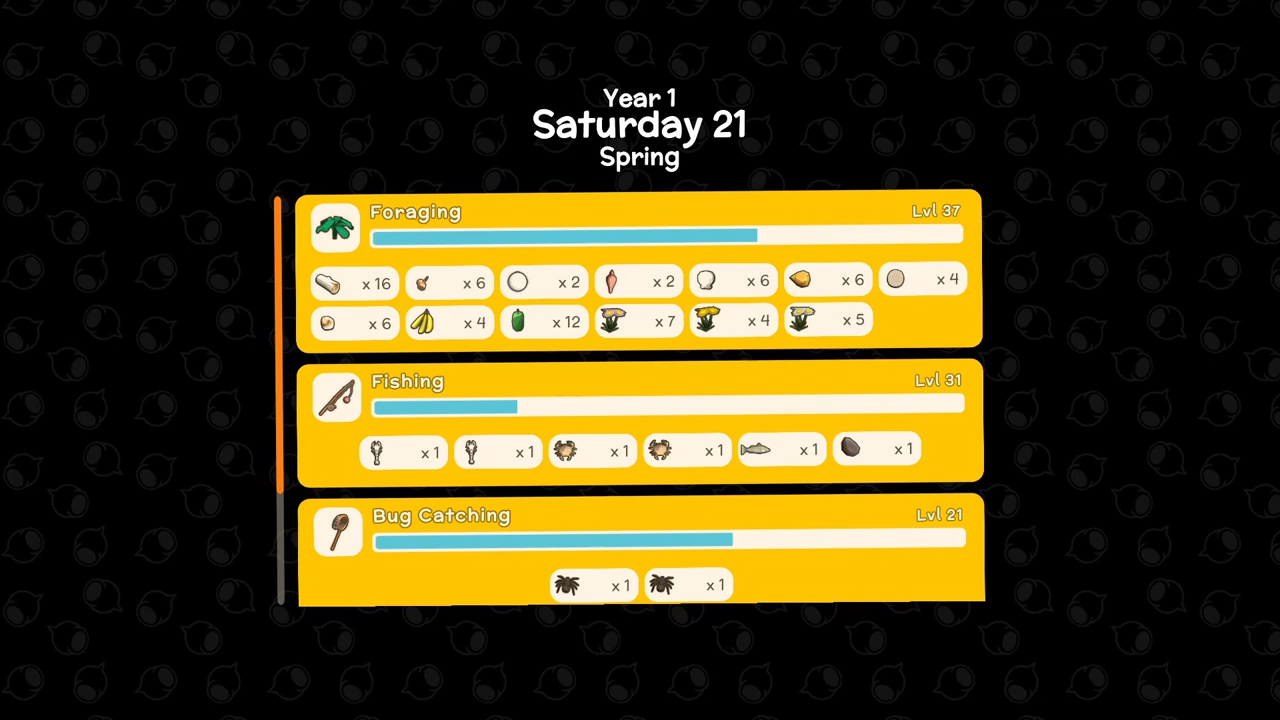 Year 1
Saturday 21
Spring
Foraging Lvl 37
x 16 x 6 x 2 x 2 x 6 x 6 x 4
x 6 x 4 x 12 x 7 x 4 x 5
Fishing Lvl 31
x 1 x 1 x 1 x 1 x 1 x 1
Bug Catching Lvl 21
x 1 x 1